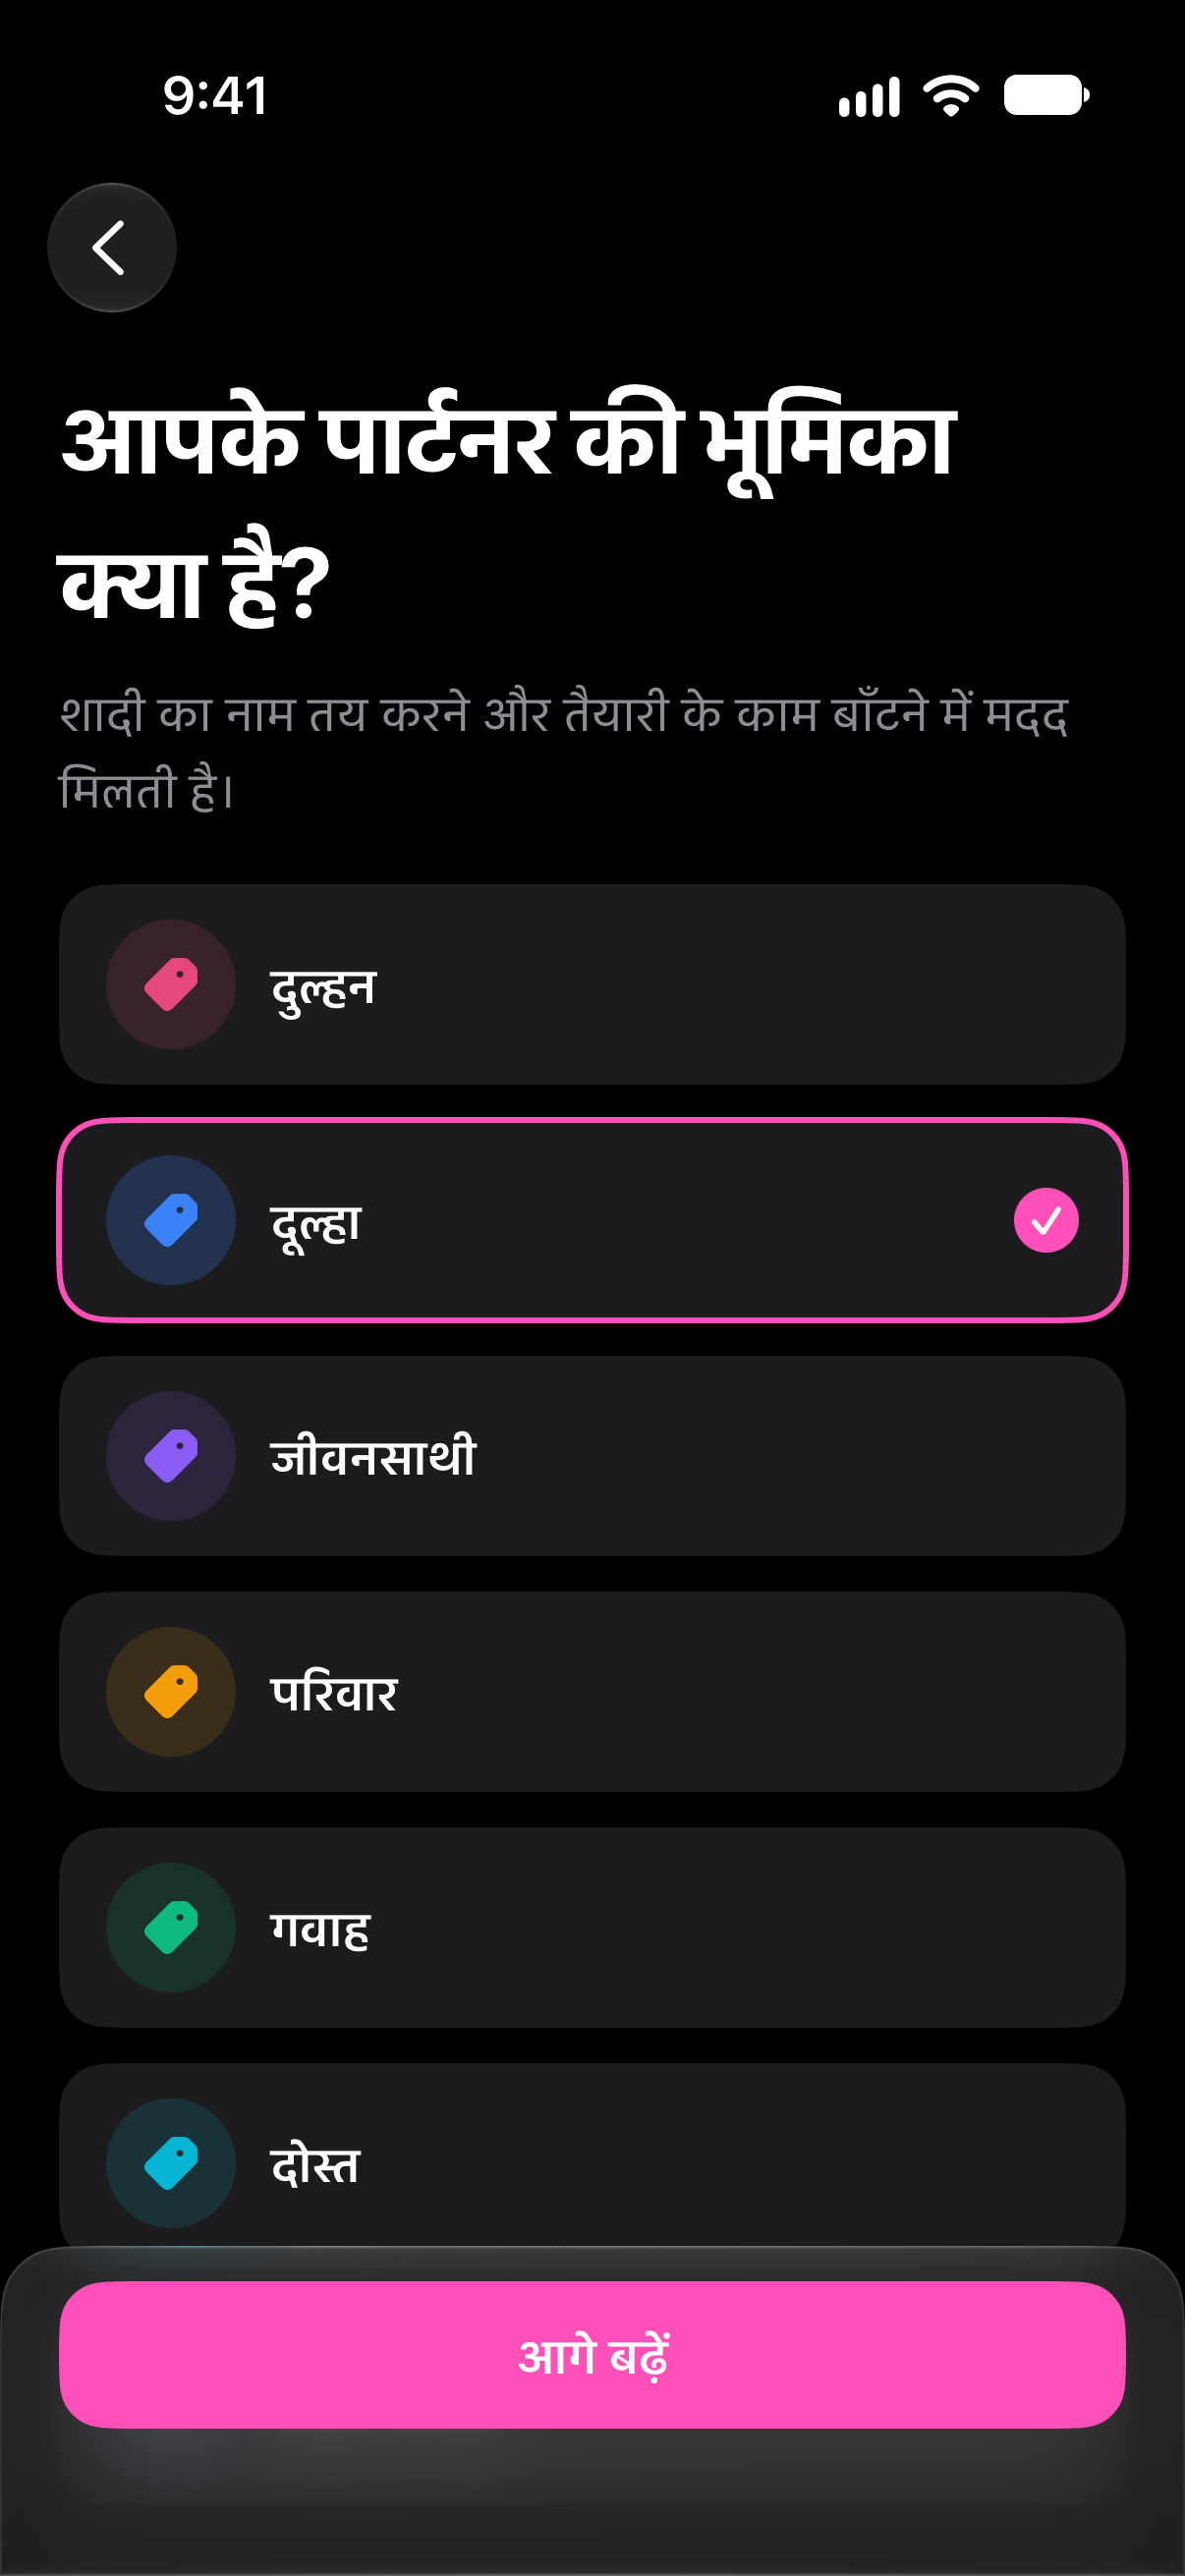 9:41
आपके पार्टनर की भूमिका
क्या है?
शादी का नाम तय करने और तैयारी के काम बाँटने में मदद
मिलती है।
दुल्हन
दूल्हा
जीवनसाथी
परिवार
गवाह
दोस्त
आगे बढ़ें